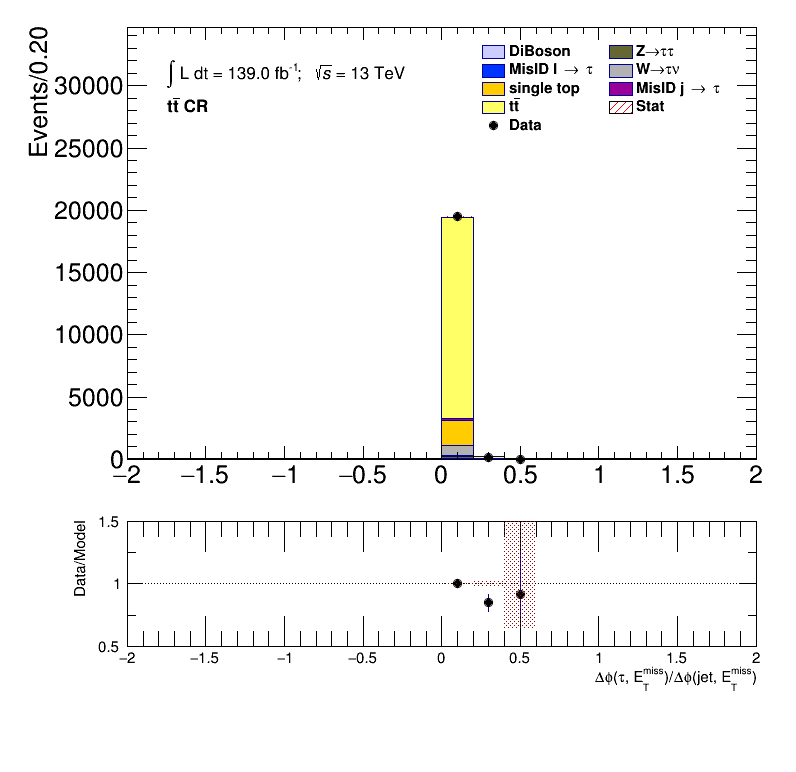 Events/0.20
∫ L dt = 139.0 fb⁻¹; √s = 13 TeV
tt̄ CR
DiBoson
MisID l → τ
single top
tt̄
Data
Z→ττ
W→τν
MisID j → τ
Stat
30000
25000
20000
15000
10000
5000
0
−2 −1.5 −1 −0.5 0 0.5 1 1.5 2
Data/Model
1.5
1
0.5
−2 −1.5 −1 −0.5 0 0.5 1 1.5 2
Δϕ(τ, E_T^miss)/Δϕ(jet, E_T^miss)